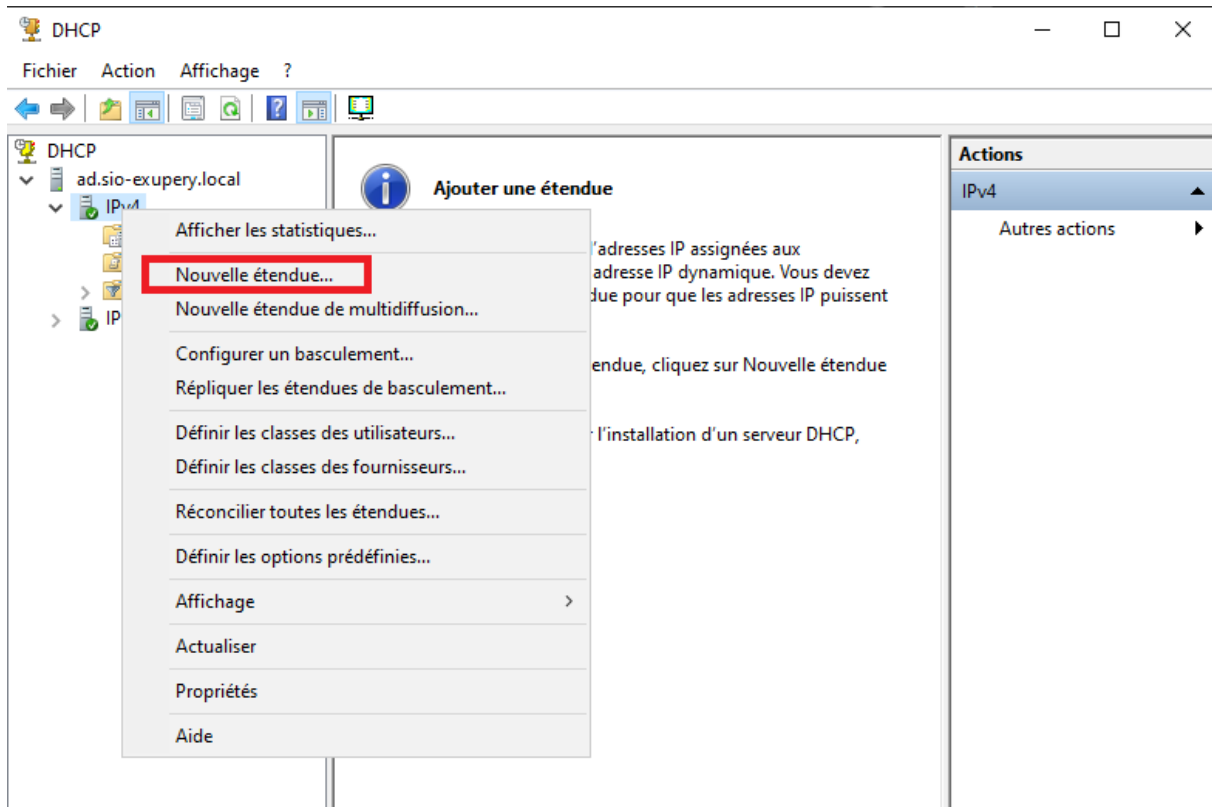 DHCP
Fichier Action Affichage ?
DHCP
ad.sio-exupery.local
IPv4
IP
Afficher les statistiques...
Nouvelle étendue...
Nouvelle étendue de multidiffusion...
Configurer un basculement...
Répliquer les étendues de basculement...
Définir les classes des utilisateurs...
Définir les classes des fournisseurs...
Réconcilier toutes les étendues...
Définir les options prédéfinies...
Affichage
Actualiser
Propriétés
Aide
Ajouter une étendue
l'adresses IP assignées aux
adresse IP dynamique. Vous devez
due pour que les adresses IP puissent
endue, cliquez sur Nouvelle étendue
r l'installation d'un serveur DHCP,
Actions
IPv4
Autres actions